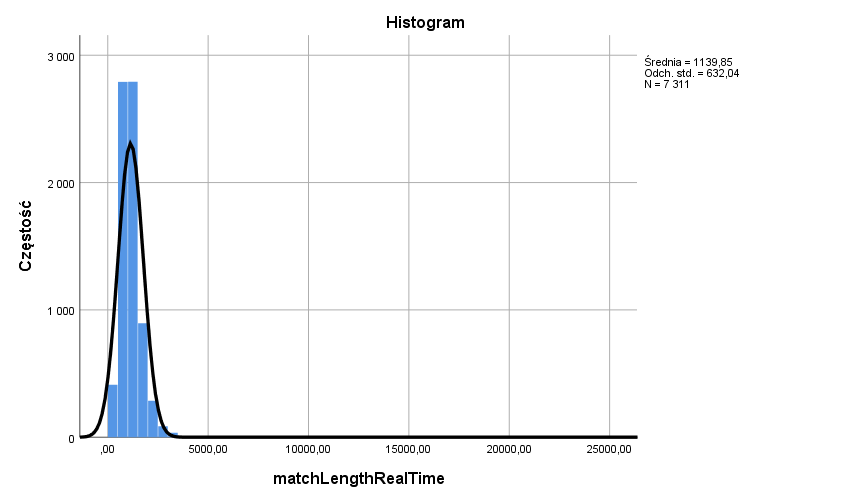 Histogram
3 000
2 000
1 000
0
Częstość
,00
5000,00
10000,00
15000,00
20000,00
25000,00
matchLengthRealTime
Średnia = 1139,85
Odch. std. = 632,04
N = 7 311